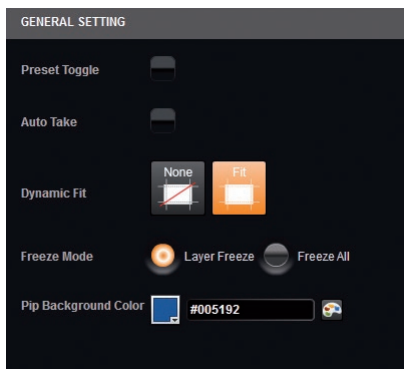 GENERAL SETTING
Preset Toggle
Auto Take
Dynamic Fit None Fit
Freeze Mode Layer Freeze Freeze All
Pip Background Color #005192